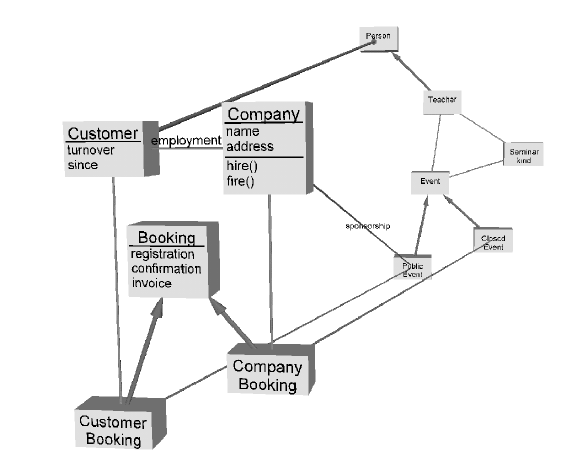 Person
Teacher
Company
name
address
hire()
fire()
Customer
turnover
since
employment
Seminar
kind
Event
sponsorship
Closed
Event
Booking
registration
confirmation
invoice
Public
Event
Company
Booking
Customer
Booking